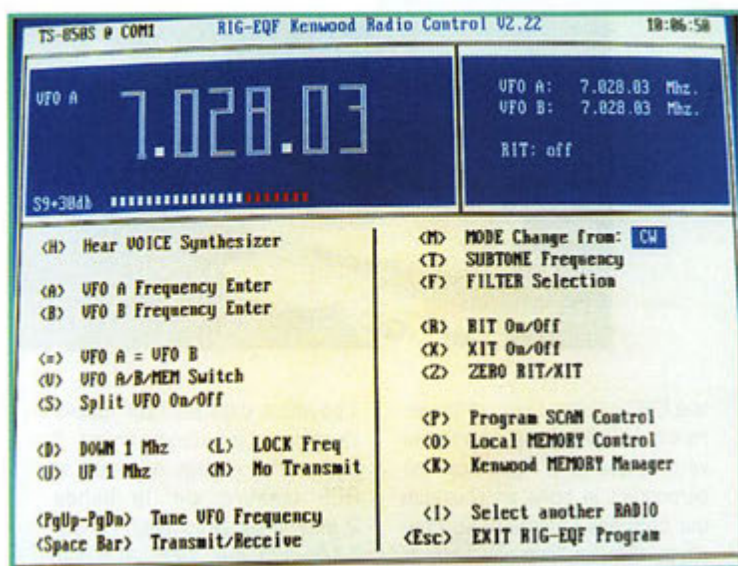 TS-850S @ COM1 RIG-EQF Kenwood Radio Control V2.22 10:06:50
VFO A 7.028.03
S9+30db
VFO A: 7.028.03 Mhz.
VFO B: 7.028.03 Mhz.
RIT: off
<H> Hear VOICE Synthesizer
<A> VFO A Frequency Enter
<B> VFO B Frequency Enter
<=> VFO A = VFO B
<V> VFO A/B/MEM Switch
<S> Split VFO On/Off
<D> DOWN 1 Mhz <L> LOCK Freq
<U> UP 1 Mhz <N> No Transmit
<PgUp-PgDn> Tune VFO Frequency
<Space Bar> Transmit/Receive
<M> MODE Change from: CW
<T> SUBTONE Frequency
<F> FILTER Selection
<R> RIT On/Off
<X> XIT On/Off
<Z> ZERO RIT/XIT
<P> Program SCAN Control
<O> Local MEMORY Control
<K> Kenwood MEMORY Manager
<I> Select another RADIO
<Esc> EXIT RIG-EQF Program